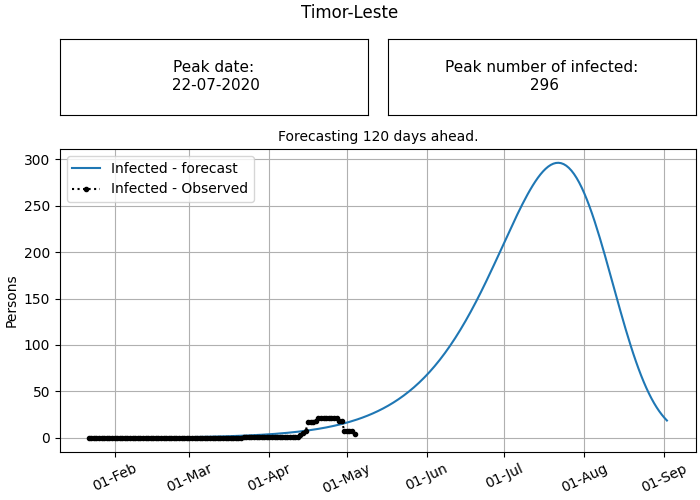 Timor-Leste
Peak date:
22-07-2020
Peak number of infected:
296
Forecasting 120 days ahead.
Infected - forecast
Infected - Observed
300
250
200
150
100
50
0
Persons
01-Feb
01-Mar
01-Apr
01-May
01-Jun
01-Jul
01-Aug
01-Sep